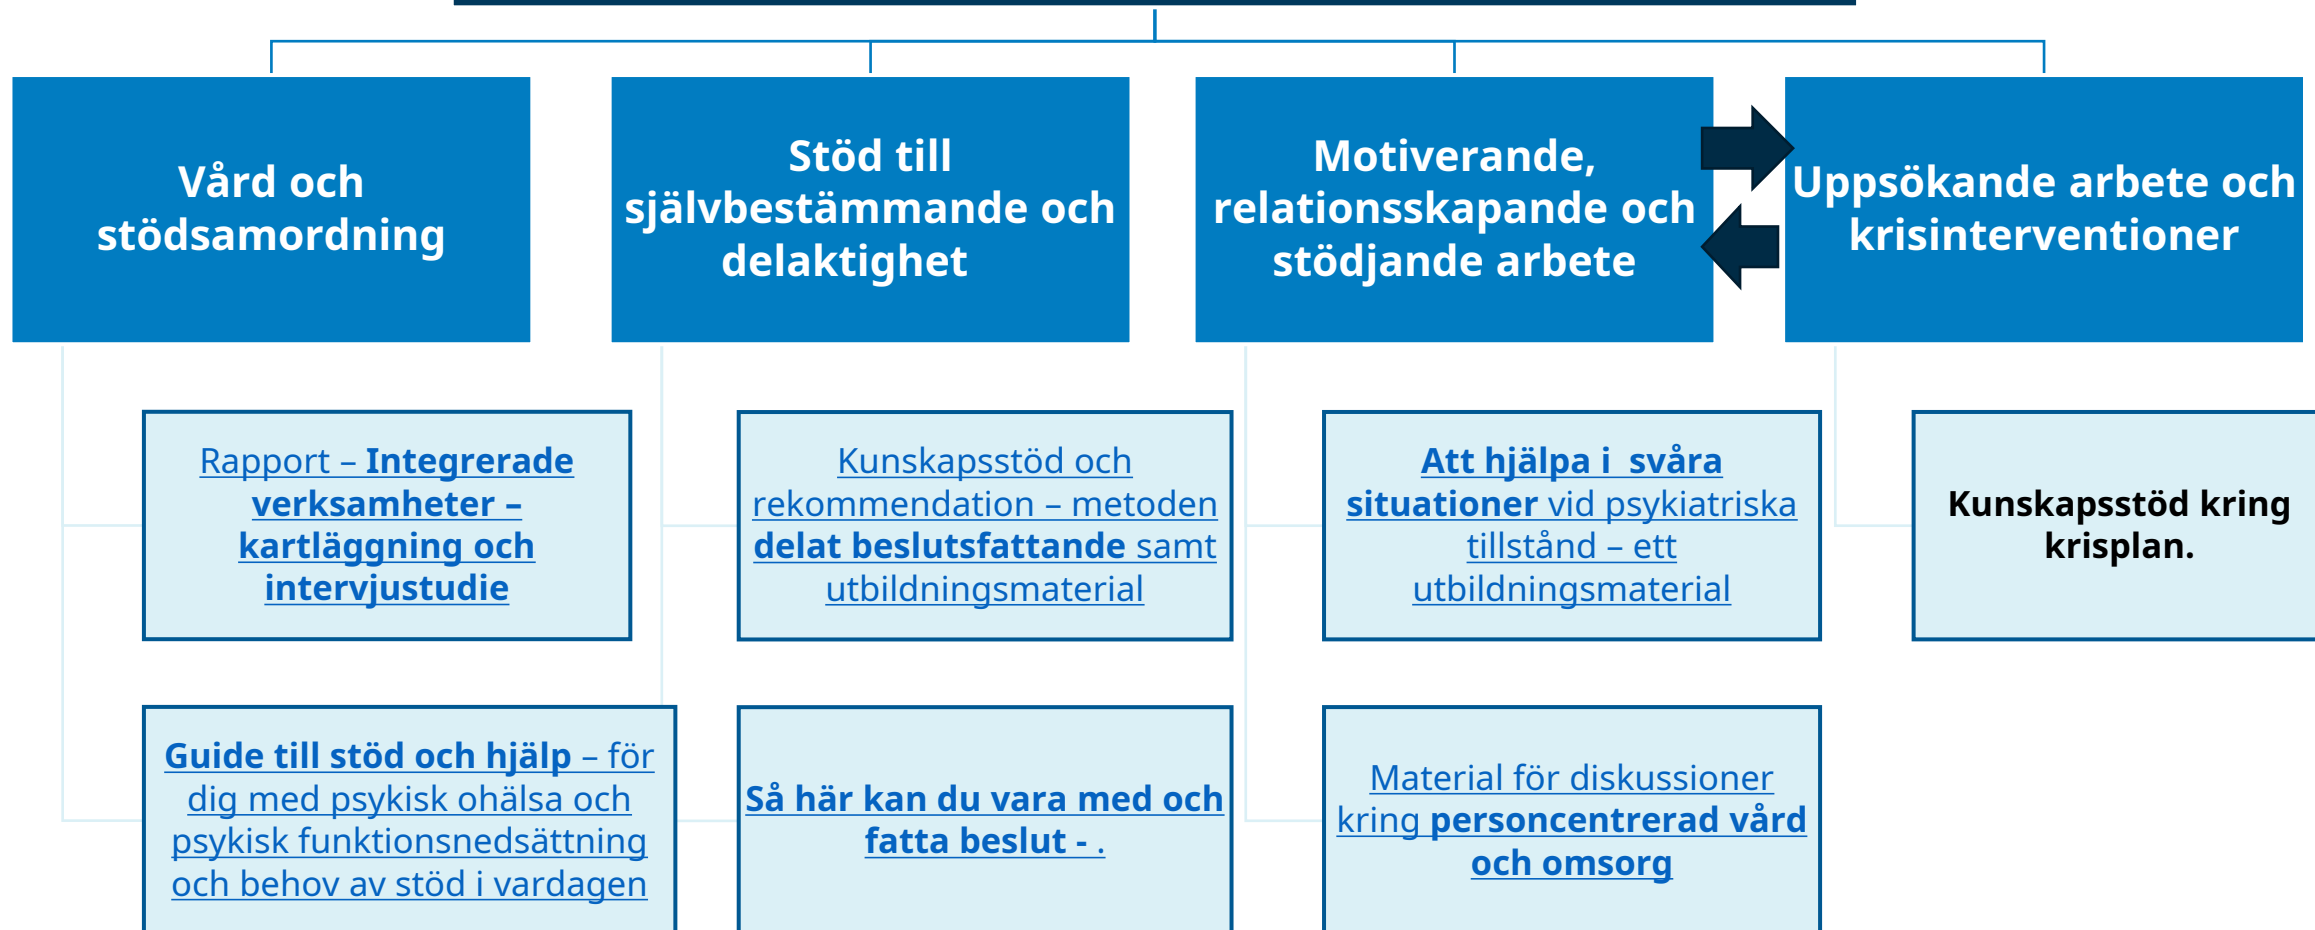 Vård och
stödsamordning
Stöd till
självbestämmande och
delaktighet
Motiverande,
relationsskapande och
stödjande arbete
Uppsökande arbete och
krisinterventioner
Rapport – Integrerade
verksamheter –
kartläggning och
intervjustudie
Kunskapsstöd och
rekommendation – metoden
delat beslutsfattande samt
utbildningsmaterial
Att hjälpa i  svåra
situationer vid psykiatriska
tillstånd – ett
utbildningsmaterial
Kunskapsstöd kring
krisplan.
Guide till stöd och hjälp – för
dig med psykisk ohälsa och
psykisk funktionsnedsättning
och behov av stöd i vardagen
Så här kan du vara med och
fatta beslut - .
Material för diskussioner
kring personcentrerad vård
och omsorg